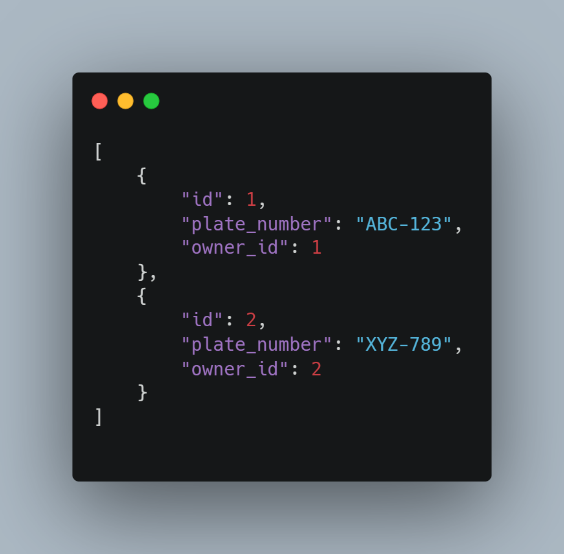 [
    {
        "id": 1,
        "plate_number": "ABC-123",
        "owner_id": 1
    },
    {
        "id": 2,
        "plate_number": "XYZ-789",
        "owner_id": 2
    }
]